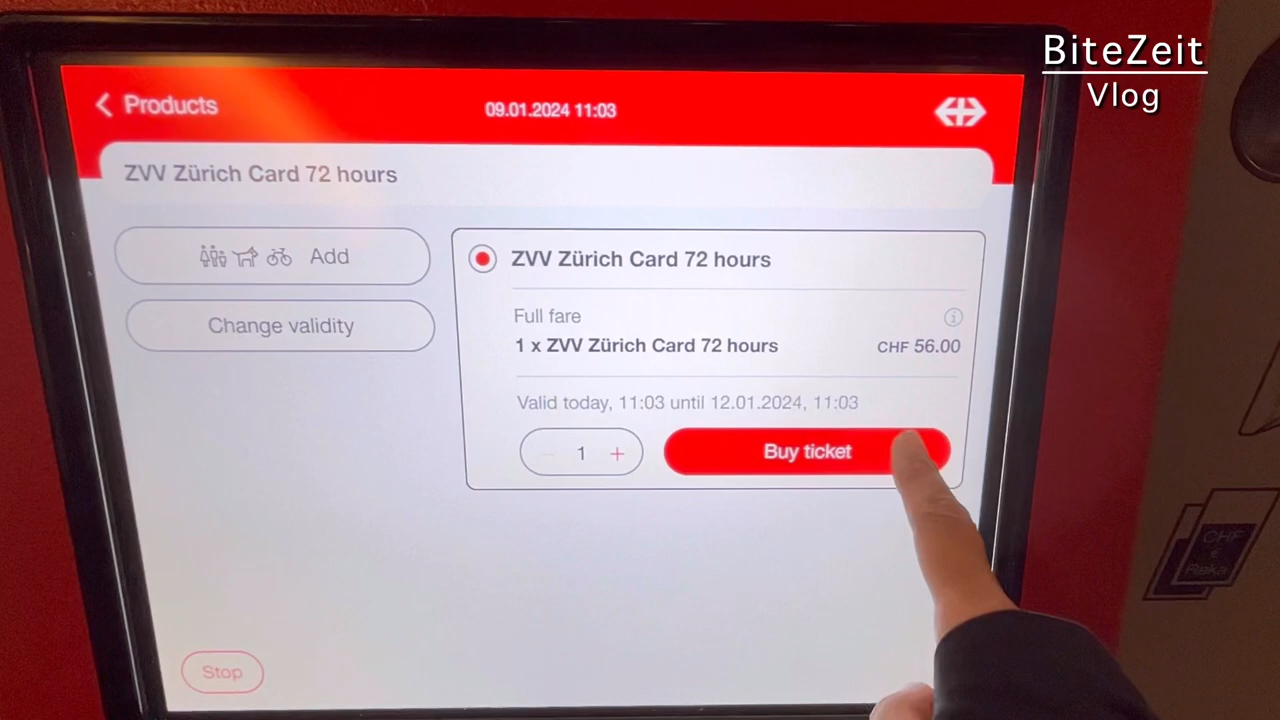 BiteZeit
Vlog
Products
09.01.2024 11:03
ZVV Zürich Card 72 hours
Add
Change validity
ZVV Zürich Card 72 hours
Full fare
1 x ZVV Zürich Card 72 hours CHF 56.00
Valid today, 11:03 until 12.01.2024, 11:03
- 1 +
Buy ticket
Stop
CHF
€
Reka